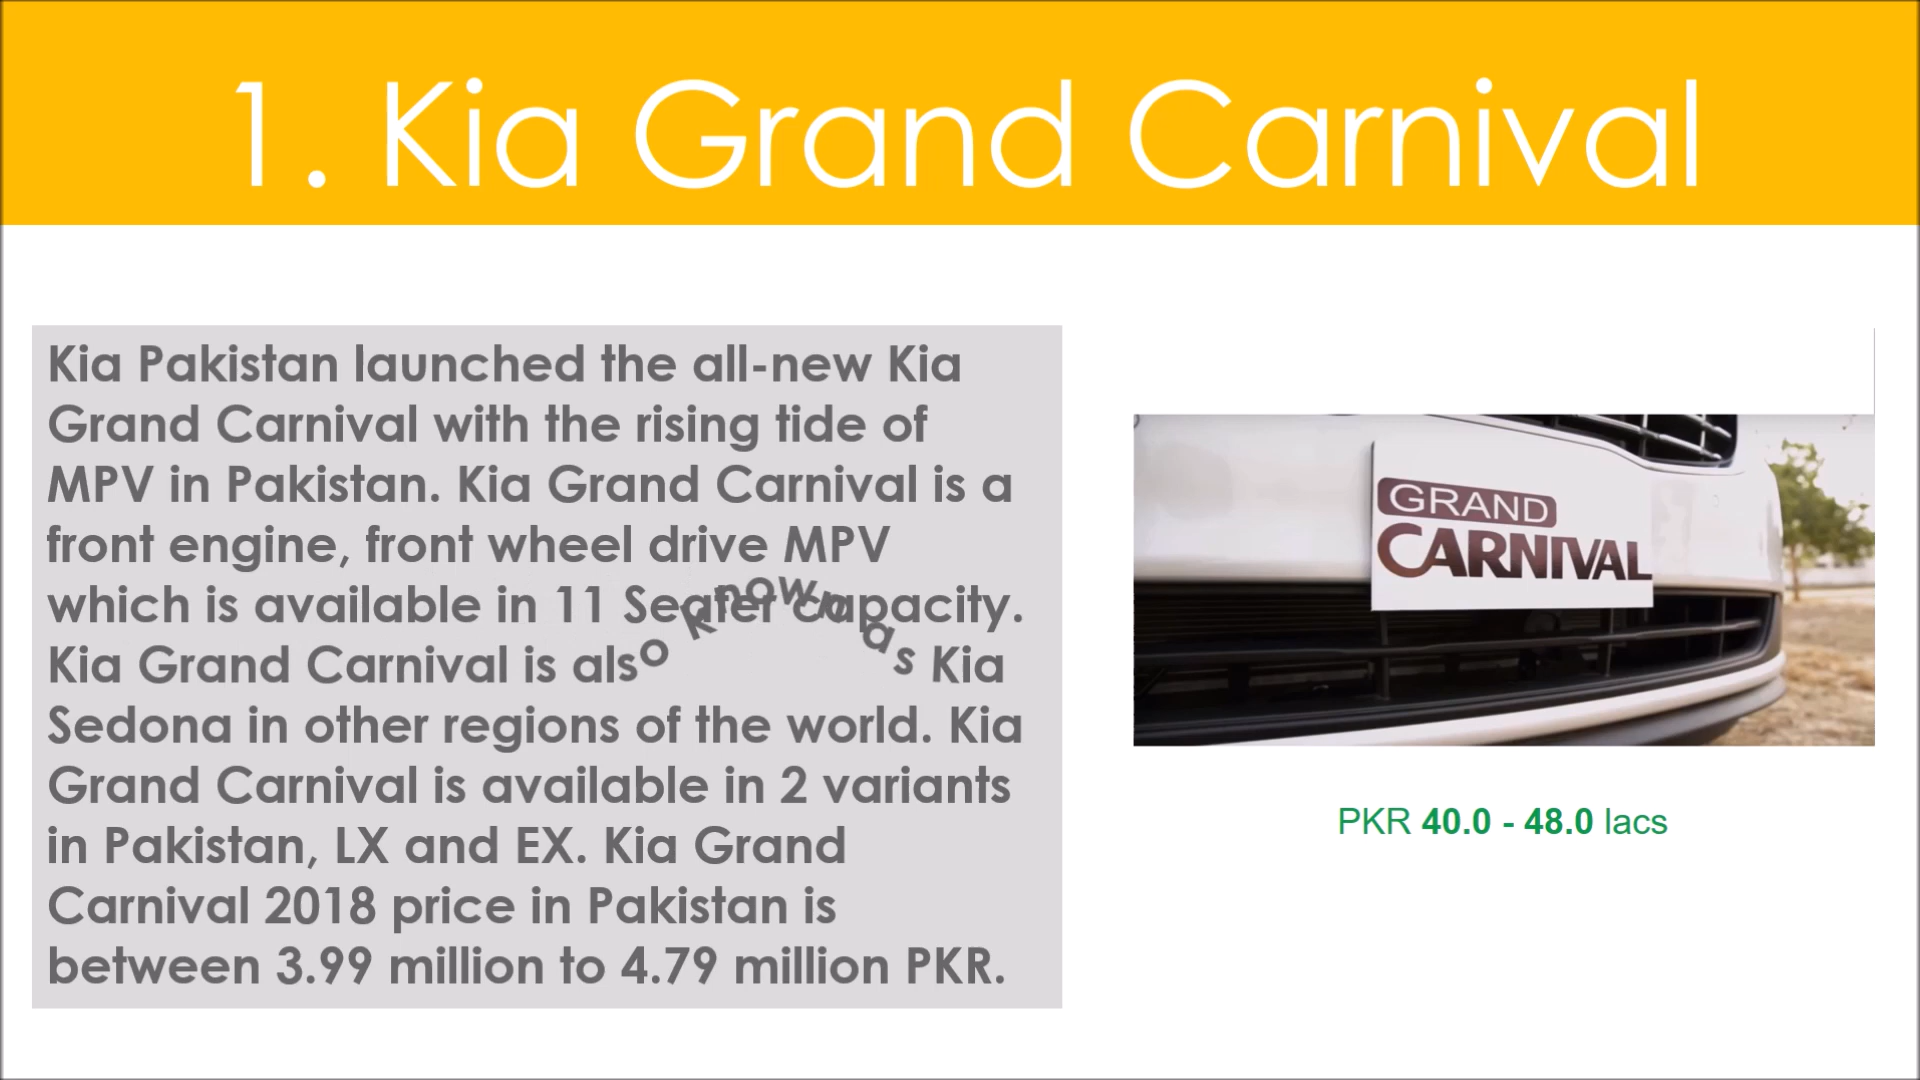 1. Kia Grand Carnival
Kia Pakistan launched the all-new Kia
Grand Carnival with the rising tide of
MPV in Pakistan. Kia Grand Carnival is a
front engine, front wheel drive MPV
which is available in 11 Seater capacity.
Kia Grand Carnival is also known as Kia
Sedona in other regions of the world. Kia
Grand Carnival is available in 2 variants
in Pakistan, LX and EX. Kia Grand
Carnival 2018 price in Pakistan is
between 3.99 million to 4.79 million PKR.
GRAND
CARNIVAL
PKR 40.0 - 48.0 lacs